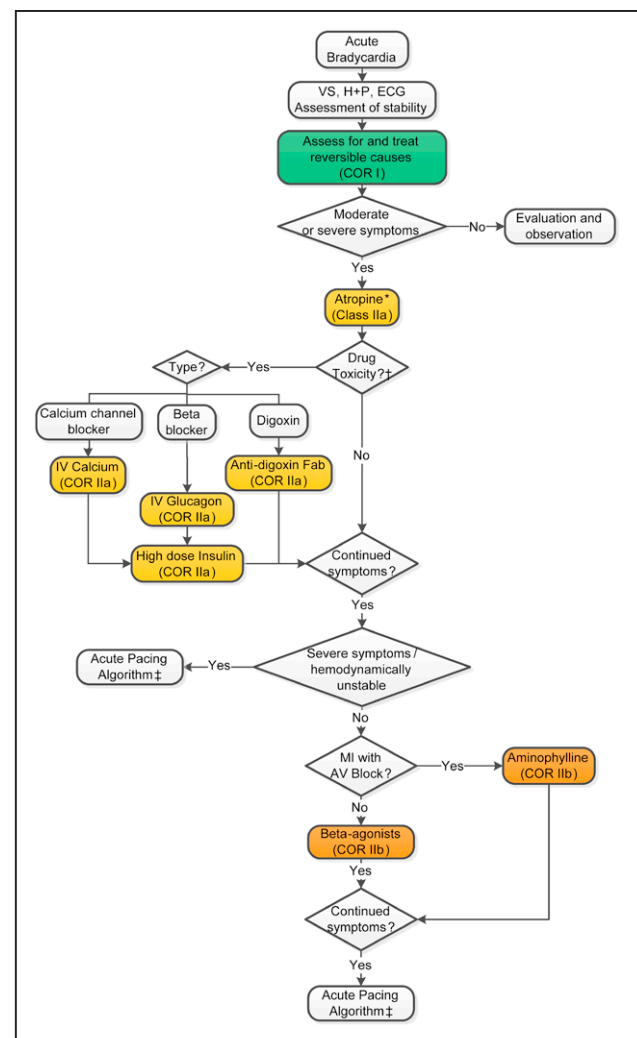 Acute
Bradycardia
VS, H+P, ECG
Assessment of stability
Assess for and treat
reversible causes
(COR I)
Moderate
or severe symptoms
No
Evaluation and
observation
Yes
Atropine*
(Class IIa)
Drug
Toxicity?†
Yes
Type?
Calcium channel
blocker
Beta
blocker
Digoxin
IV Calcium
(COR IIa)
Anti-digoxin Fab
(COR IIa)
No
IV Glucagon
(COR IIa)
High dose Insulin
(COR IIa)
Continued
symptoms?
Yes
Severe symptoms/
hemodynamically
unstable
Yes
Acute Pacing
Algorithm‡
No
MI with
AV Block?
Yes
Aminophylline
(COR IIb)
No
Beta-agonists
(COR IIb)
Yes
Continued
symptoms?
Yes
Acute Pacing
Algorithm‡